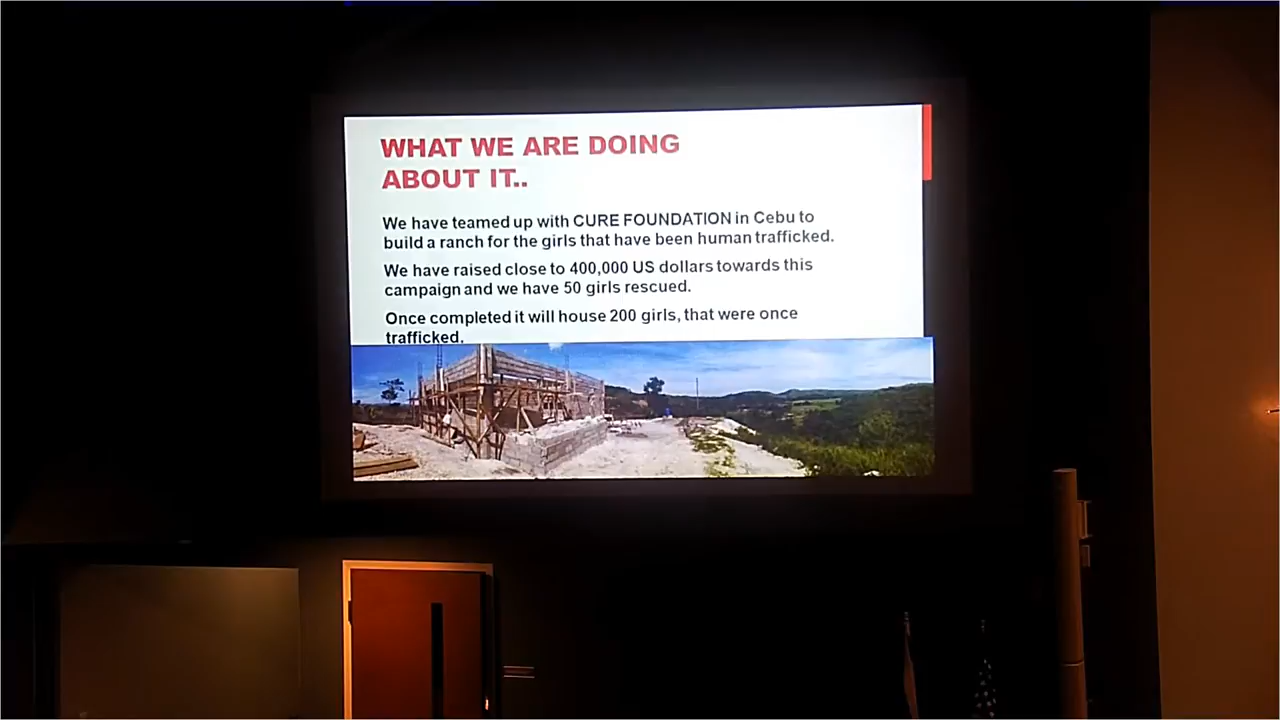 WHAT WE ARE DOING
ABOUT IT..
We have teamed up with CURE FOUNDATION in Cebu to
build a ranch for the girls that have been human trafficked.
We have raised close to 400,000 US dollars towards this
campaign and we have 50 girls rescued.
Once completed it will house 200 girls, that were once
trafficked.